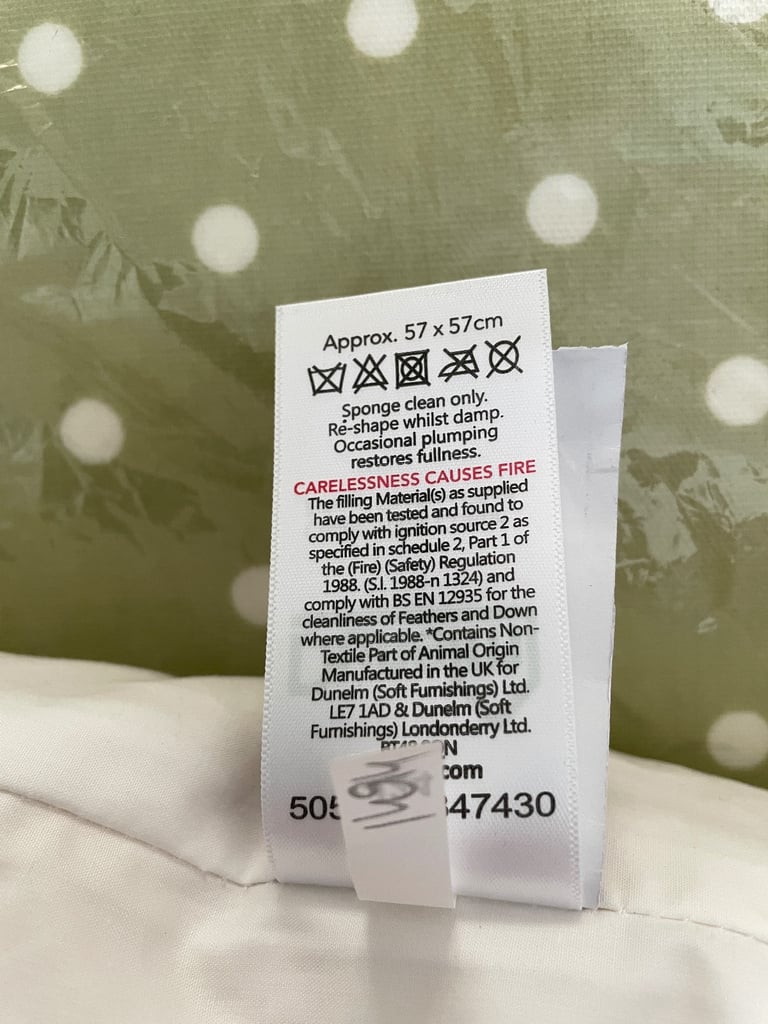 Approx. 57 x 57cm
Sponge clean only.
Re-shape whilst damp.
Occasional plumping
restores fullness.
CARELESSNESS CAUSES FIRE
The filling Material(s) as supplied
have been tested and found to
comply with ignition source 2 as
specified in schedule 2, Part 1 of
the (Fire) (Safety) Regulation
1988. (S.I. 1988-n 1324) and
comply with BS EN 12935 for the
cleanliness of Feathers and Down
where applicable. *Contains Non-
Textile Part of Animal Origin
Manufactured in the UK for
Dunelm (Soft Furnishings) Ltd.
LE7 1AD & Dunelm (Soft
Furnishings) Londonderry Ltd.
.com
505 47430